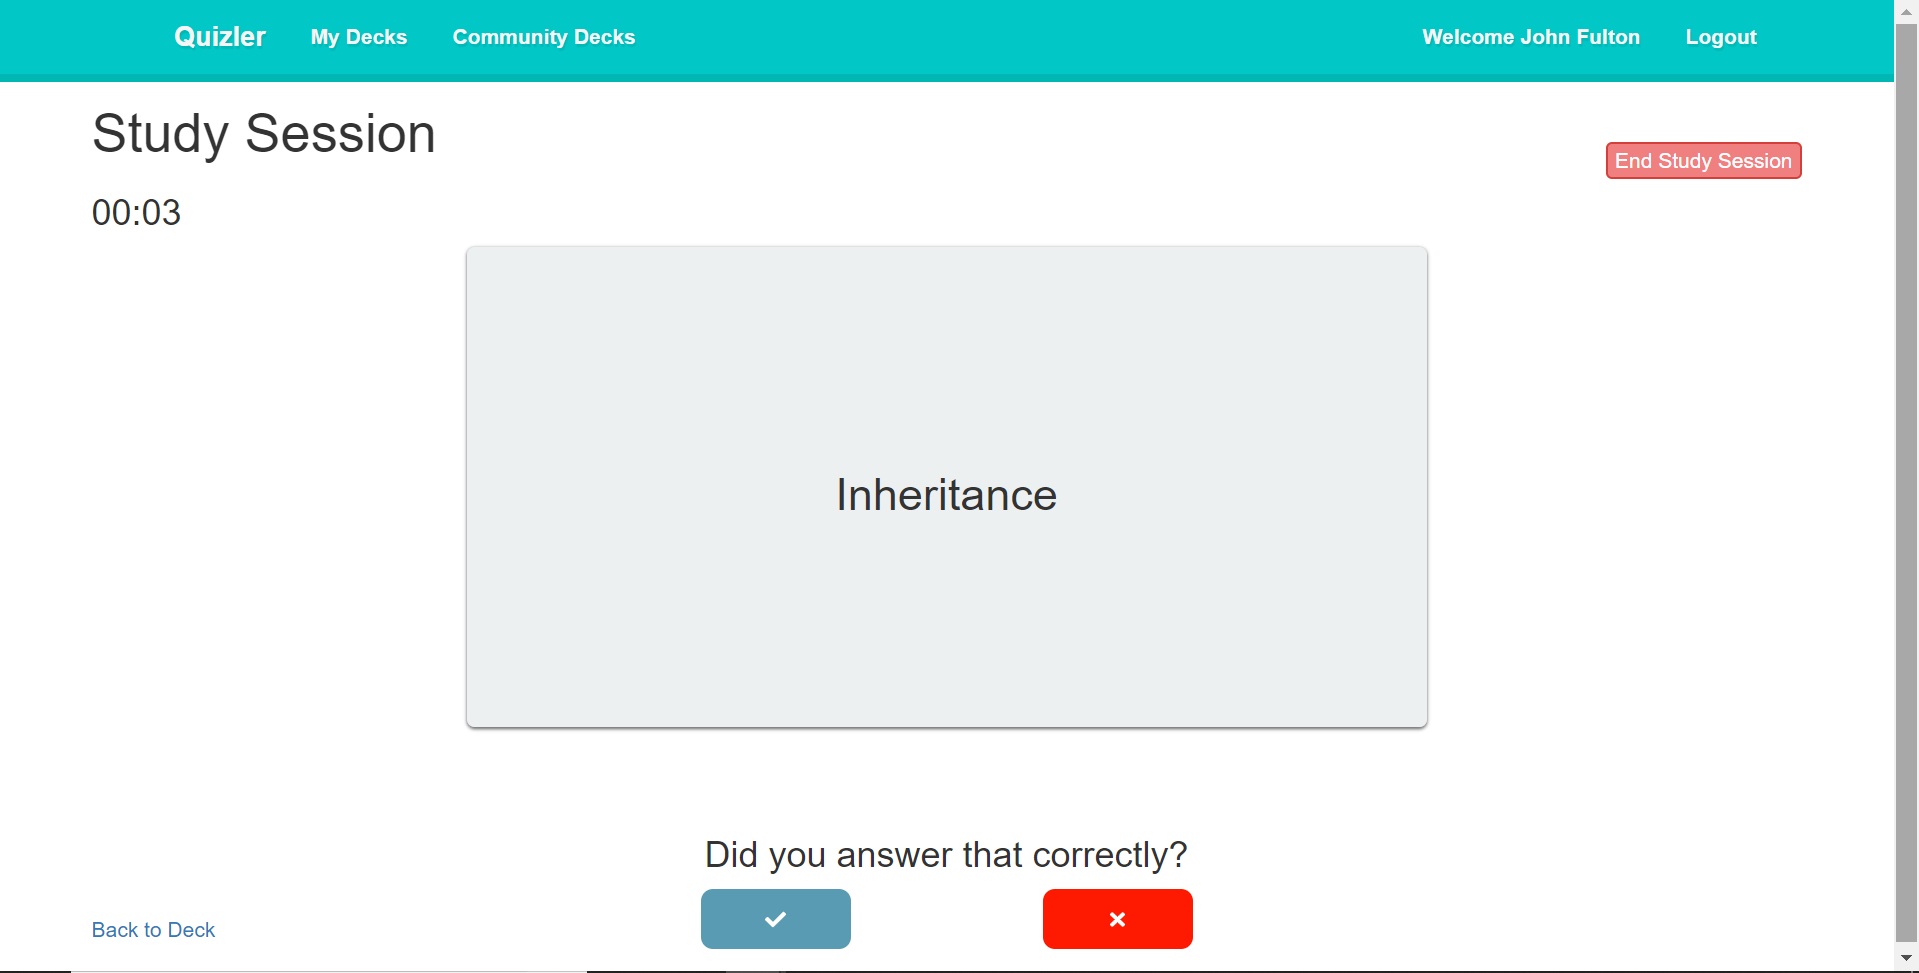 Quizler My Decks Community Decks Welcome John Fulton Logout
Study Session
End Study Session
00:03
Inheritance
Did you answer that correctly?
Back to Deck